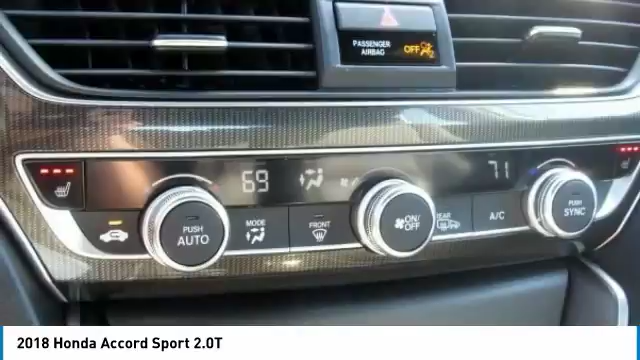 PASSENGER
AIRBAG
OFF
69
71
PUSH
AUTO
MODE
FRONT
ON/
OFF
REAR
A/C
PUSH
SYNC
2018 Honda Accord Sport 2.0T